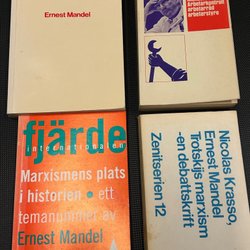 Ernest Mandel
Arbetarkontroll
arbetarråd
arbetarstyre
fjärde
internationalen
Marxismens plats
i historien • ett
temanummer av
Ernest Mandel
Nicolas Krasso,
Ernest Mandel
Trotskijs marxism
-en debattskrift
Zenitserien 12